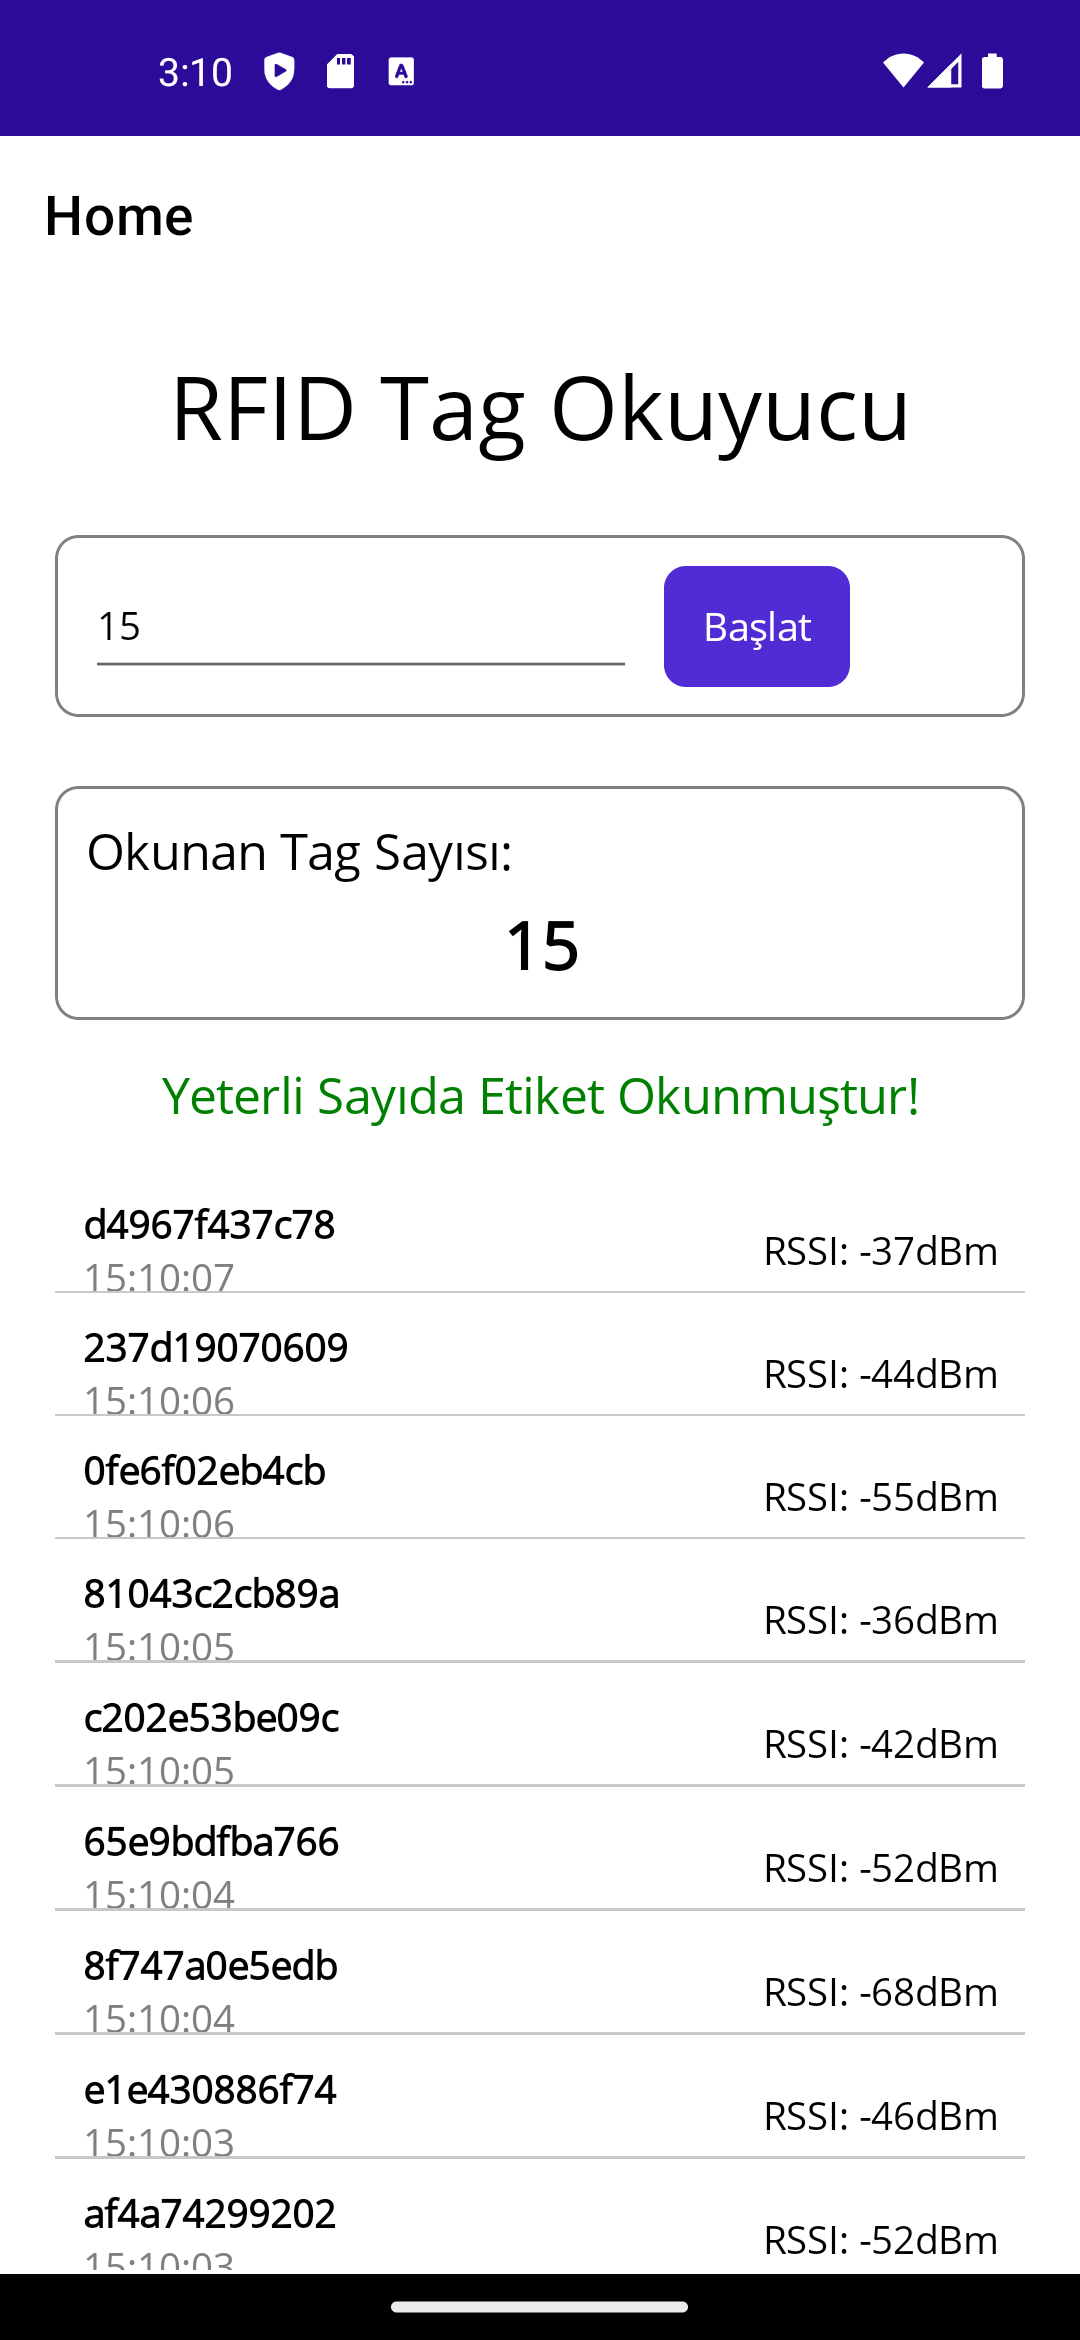 3:10
Home
RFID Tag Okuyucu
15
Başlat
Okunan Tag Sayısı:
15
Yeterli Sayıda Etiket Okunmuştur!
d4967f437c78
15:10:07
RSSI: -37dBm
237d19070609
15:10:06
RSSI: -44dBm
0fe6f02eb4cb
15:10:06
RSSI: -55dBm
81043c2cb89a
15:10:05
RSSI: -36dBm
c202e53be09c
15:10:05
RSSI: -42dBm
65e9bdfba766
15:10:04
RSSI: -52dBm
8f747a0e5edb
15:10:04
RSSI: -68dBm
e1e430886f74
15:10:03
RSSI: -46dBm
af4a74299202
15:10:03
RSSI: -52dBm